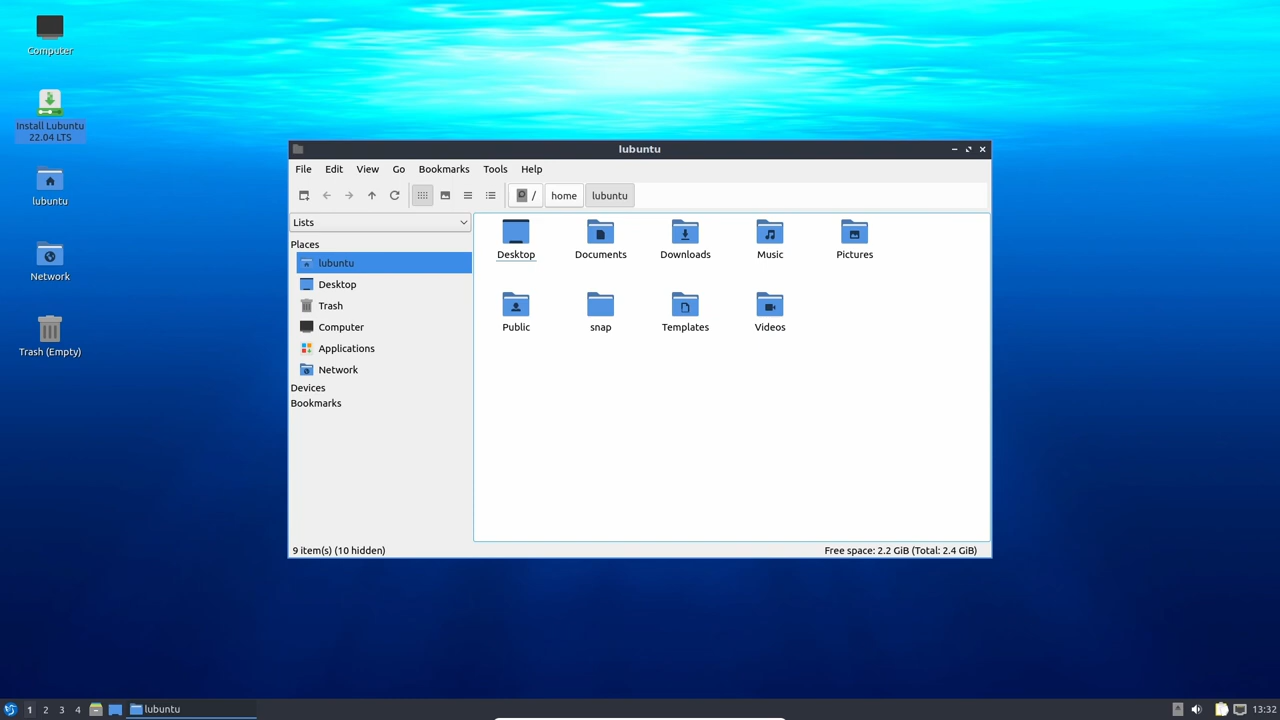 Computer
Install Lubuntu
22.04 LTS
lubuntu
Network
Trash (Empty)
lubuntu
File Edit View Go Bookmarks Tools Help
/ home lubuntu
Lists
Places
lubuntu
Desktop
Trash
Computer
Applications
Network
Devices
Bookmarks
Desktop Documents Downloads Music Pictures
Public snap Templates Videos
9 item(s) (10 hidden)
Free space: 2.2 GiB (Total: 2.4 GiB)
1 2 3 4 lubuntu 13:32